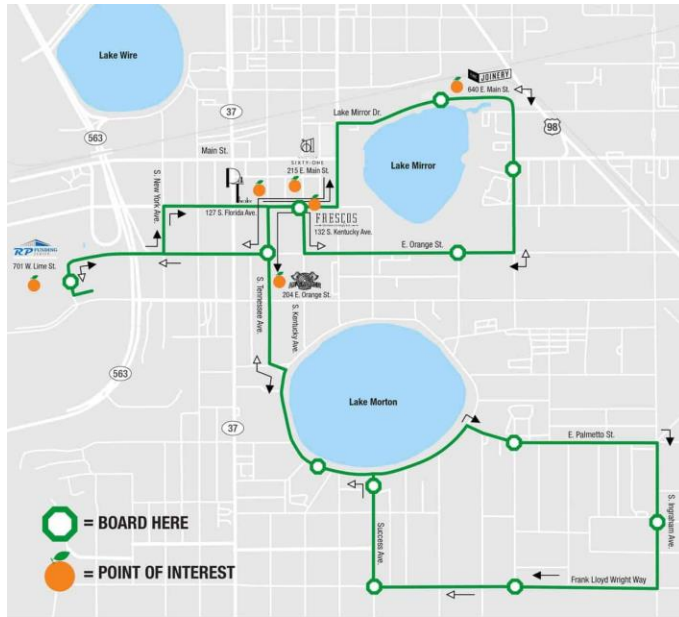 Lake Wire
THE
JOINERY
640 E. Main St.
37
Lake Mirror Dr.
563
98
Main St.
SIXTY-ONE
215 E. Main St.
Lake Mirror
S. New York Ave.
127 S. Florida Ave.
FRESCOS
132 S. Kentucky Ave.
RP FUNDING
CENTER
701 W. Lime St.
E. Orange St.
204 E. Orange St.
S. Tennessee Ave.
S. Kentucky Ave.
563
Lake Morton
37
E. Palmetto St.
S. Ingraham Ave.
= BOARD HERE
Success Ave.
= POINT OF INTEREST
Frank Lloyd Wright Way